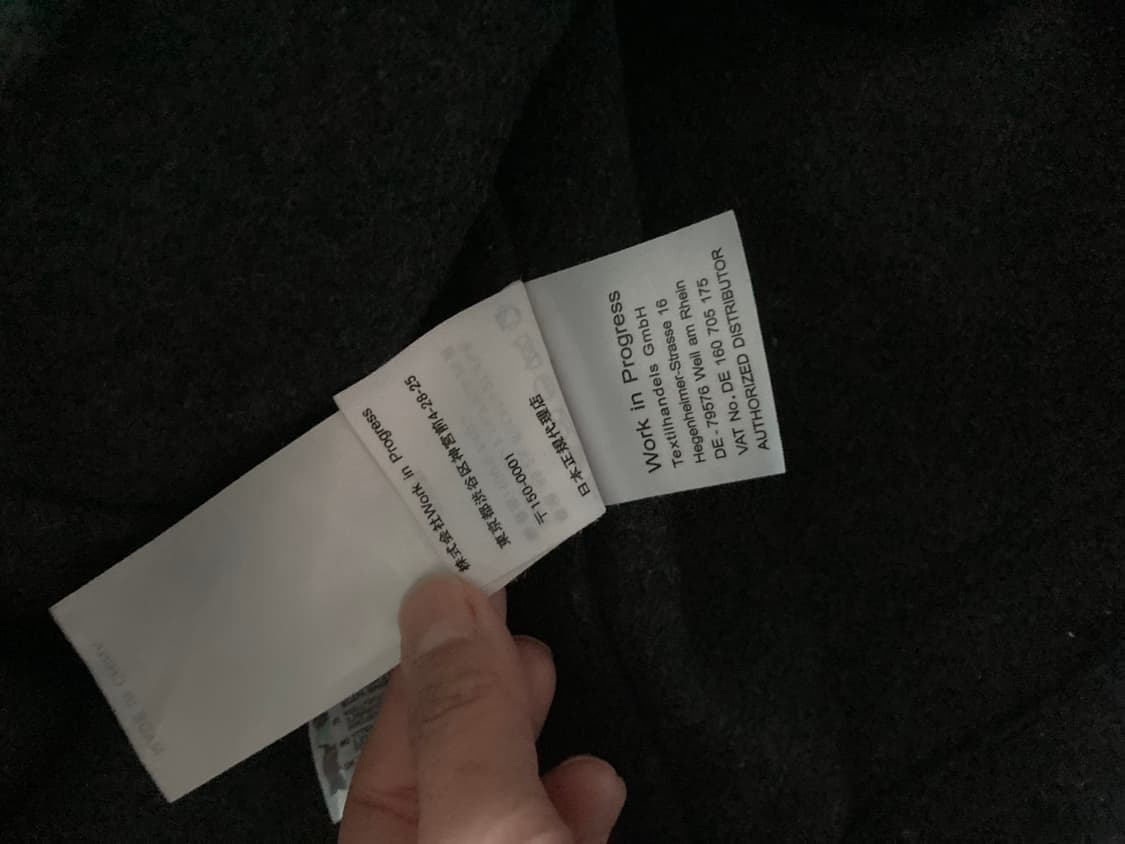 株式会社Work in Progress
東京都渋谷区神宮前4-28-25
〒150-0001
日本正規代理店
Work in Progress
Textilhandels GmbH
Hegenheimer-Strasse 16
DE-79576 Weil am Rhein
VAT No. DE 160 705 175
AUTHORIZED DISTRIBUTOR